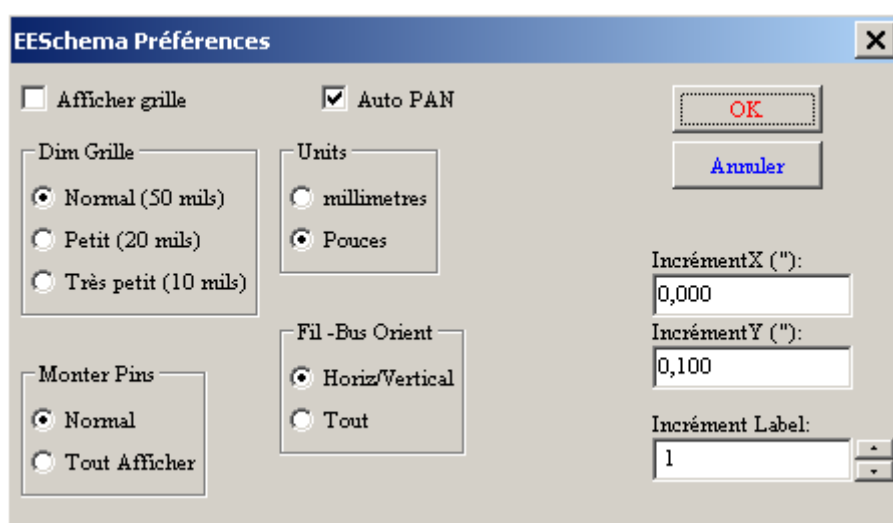 EESchema Préférences
Afficher grille
Auto PAN
OK
Annuler
Dim Grille
Normal (50 mils)
Petit (20 mils)
Très petit (10 mils)
Units
millimetres
Pouces
IncrémentX ("):
0,000
IncrémentY ("):
0,100
Fil -Bus Orient
Horiz/Vertical
Tout
Monter Pins
Normal
Tout Afficher
Incrément Label:
1